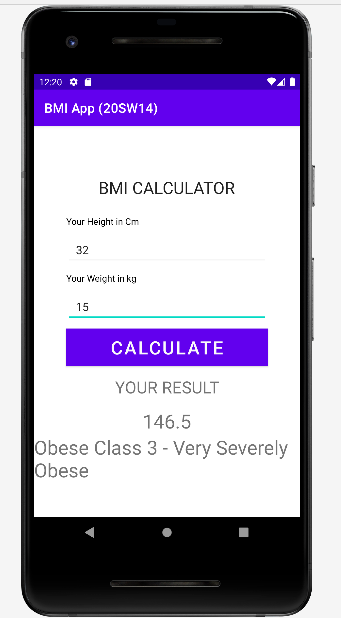 12:20
BMI App (20SW14)
BMI CALCULATOR
Your Height in Cm
32
Your Weight in kg
15
CALCULATE
YOUR RESULT
146.5
Obese Class 3 - Very Severely
Obese